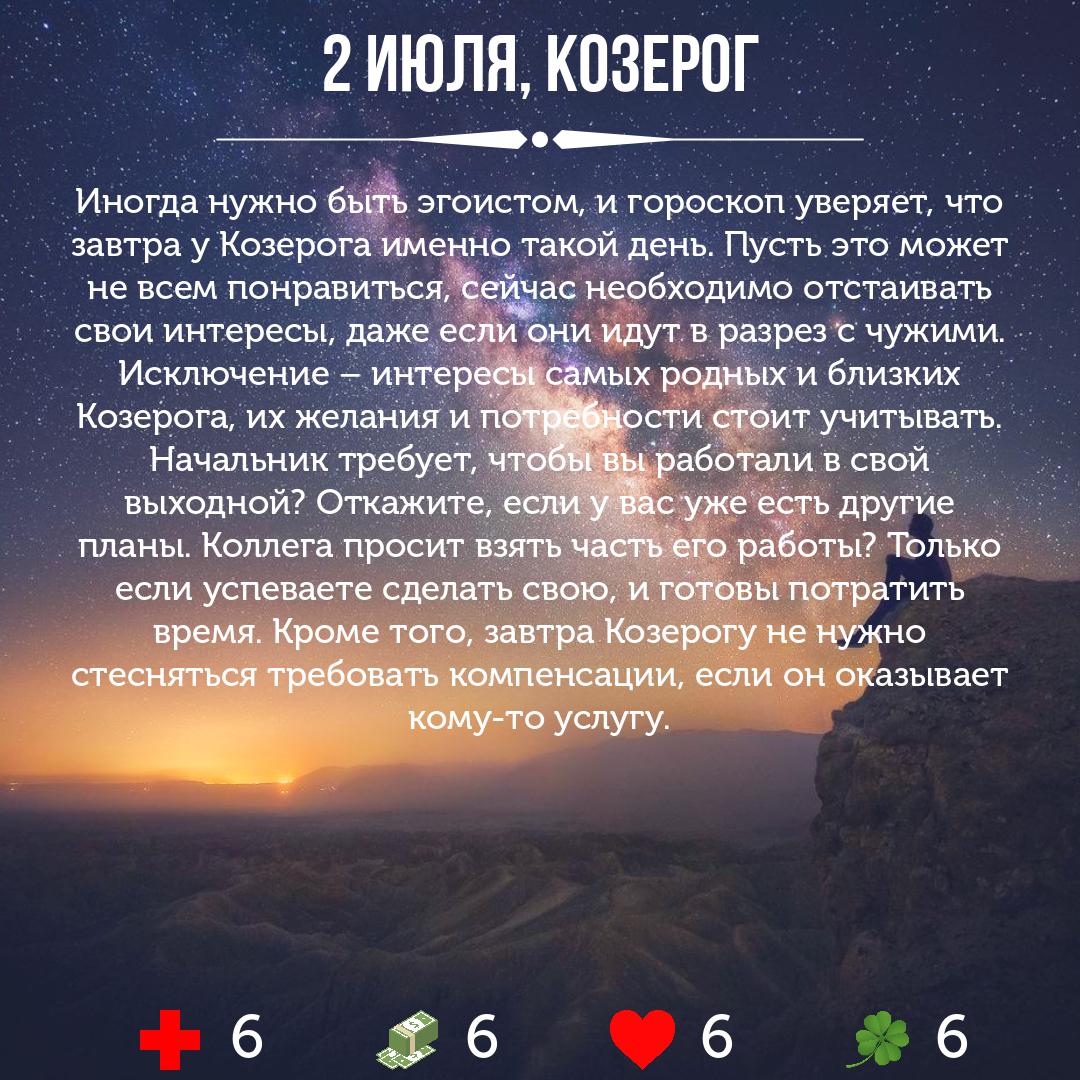 2 ИЮЛЯ, КОЗЕРОГ
Иногда нужно быть эгоистом, и гороскоп уверяет, что
завтра у Козерога именно такой день. Пусть это может
не всем понравиться, сейчас необходимо отстаивать
свои интересы, даже если они идут в разрез с чужими.
Исключение – интересы самых родных и близких
Козерога, их желания и потребности стоит учитывать.
Начальник требует, чтобы вы работали в свой
выходной? Откажите, если у вас уже есть другие
планы. Коллега просит взять часть его работы? Только
если успеваете сделать свою, и готовы потратить
время. Кроме того, завтра Козерогу не нужно
стесняться требовать компенсации, если он оказывает
кому-то услугу.
6 6 6 6